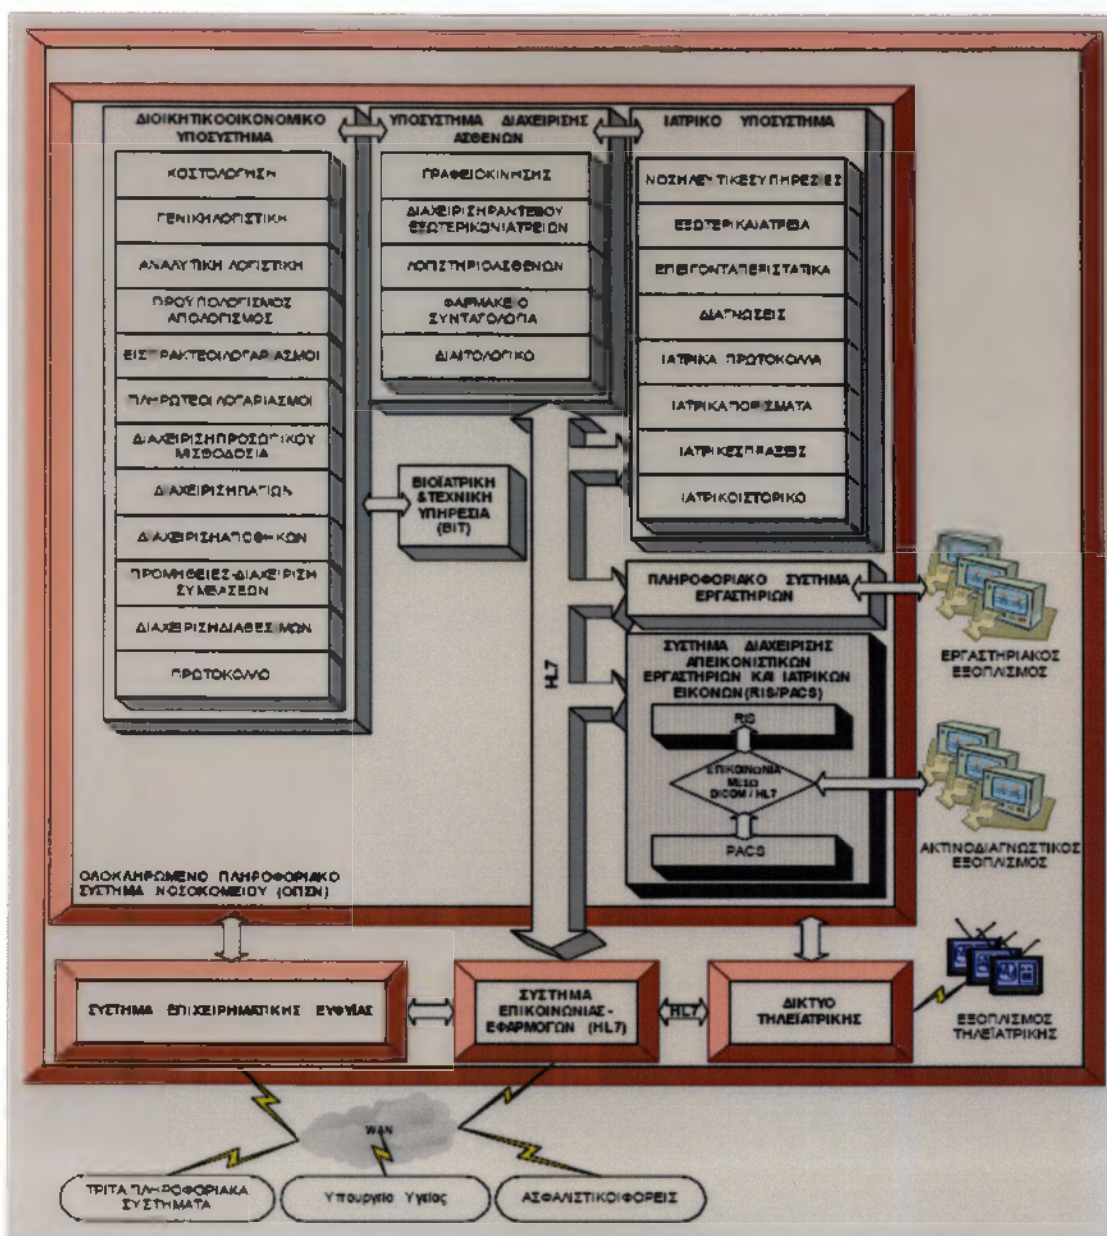 ΔΙΟΙΚΗΤΙΚΟΟΙΚΟΝΟΜΙΚΟ
ΥΠΟΣΥΣΤΗΜΑ
ΚΟΣΤΟΛΟΓΗΣΗ
ΓΕΝΙΚΗ ΛΟΓΙΣΤΙΚΗ
ΑΝΑΛΥΤΙΚΗ ΛΟΓΙΣΤΙΚΗ
ΠΡΟΥΠΟΛΟΓΙΣΜΟΣ
ΑΠΟΛΟΓΙΣΜΟΣ
ΕΙΣΠΡΑΚΤΕΟΙ ΛΟΓΑΡΙΑΣΜΟΙ
ΠΛΗΡΩΤΕΟΙ ΛΟΓΑΡΙΑΣΜΟΙ
ΔΙΑΧΕΙΡΙΣΗ ΠΡΟΣΩΠΙΚΟΥ
ΜΙΣΘΟΔΟΣΙΑ
ΔΙΑΧΕΙΡΙΣΗ ΠΑΓΙΩΝ
ΔΙΑΧΕΙΡΙΣΗ ΑΠΟΘΗΚΩΝ
ΠΡΟΜΗΘΕΙΕΣ-ΔΙΑΧΕΙΡΙΣΗ
ΣΥΜΒΑΣΕΩΝ
ΔΙΑΧΕΙΡΙΣΗ ΔΙΑΘΕΣΙΜΩΝ
ΠΡΩΤΟΚΟΛΛΟ
ΥΠΟΣΥΣΤΗΜΑ ΔΙΑΧΕΙΡΙΣΗΣ
ΑΣΘΕΝΩΝ
ΓΡΑΦΕΙΟ ΚΙΝΗΣΗΣ
ΔΙΑΧΕΙΡΙΣΗ ΡΑΝΤΕΒΟΥ
ΕΞΩΤΕΡΙΚΩΝ ΙΑΤΡΕΙΩΝ
ΛΟΓΙΣΤΗΡΙΟ ΑΣΘΕΝΩΝ
ΦΑΡΜΑΚΕΙΟ
ΣΥΝΤΑΓΟΛΟΓΙΑ
ΔΙΑΙΤΟΛΟΓΙΚΟ
ΙΑΤΡΙΚΟ ΥΠΟΣΥΣΤΗΜΑ
ΝΟΣΗΛΕΥΤΙΚΕΣ ΥΠΗΡΕΣΙΕΣ
ΕΞΩΤΕΡΙΚΑ ΙΑΤΡΕΙΑ
ΕΠΕΙΓΟΝΤΑ ΠΕΡΙΣΤΑΤΙΚΑ
ΔΙΑΓΝΩΣΕΙΣ
ΙΑΤΡΙΚΑ ΠΡΩΤΟΚΟΛΛΑ
ΙΑΤΡΙΚΑ ΠΟΡΙΣΜΑΤΑ
ΙΑΤΡΙΚΕΣ ΠΡΑΞΕΙΣ
ΙΑΤΡΙΚΟ ΙΣΤΟΡΙΚΟ
ΒΙΟΪΑΤΡΙΚΗ
&ΤΕΧΝΙΚΗ
ΥΠΗΡΕΣΙΑ
(ΒΙΤ)
HL7
ΠΛΗΡΟΦΟΡΙΑΚΟ ΣΥΣΤΗΜΑ
ΕΡΓΑΣΤΗΡΙΩΝ
ΕΡΓΑΣΤΗΡΙΑΚΟΣ
ΕΞΟΠΛΙΣΜΟΣ
ΣΥΣΤΗΜΑ ΔΙΑΧΕΙΡΙΣΗΣ
ΑΠΕΙΚΟΝΙΣΤΙΚΩΝ
ΕΡΓΑΣΤΗΡΙΩΝ ΚΑΙ ΙΑΤΡΙΚΩΝ
ΕΙΚΟΝΩΝ (RIS/PACS)
RIS
ΕΠΙΚΟΙΝΩΝΙΑ
ΜΕΣΩ
DICOM / HL7
PACS
ΑΚΤΙΝΟΔΙΑΓΝΩΣΤΙΚΟΣ
ΕΞΟΠΛΙΣΜΟΣ
ΟΛΟΚΛΗΡΩΜΕΝΟ ΠΛΗΡΟΦΟΡΙΑΚΟ
ΣΥΣΤΗΜΑ ΝΟΣΟΚΟΜΕΙΟΥ (ΟΠΣΝ)
ΣΥΣΤΗΜΑ ΕΠΙΧΕΙΡΗΜΑΤΙΚΗΣ ΕΥΦΥΪΑΣ
ΣΥΣΤΗΜΑ
ΕΠΙΚΟΙΝΩΝΙΑΣ-
ΕΦΑΡΜΟΓΩΝ (HL7)
HL7
ΔΙΚΤΥΟ
ΤΗΛΕΪΑΤΡΙΚΗΣ
ΕΞΟΠΛΙΣΜΟΣ
ΤΗΛΕΪΑΤΡΙΚΗΣ
WAN
ΤΡΙΤΑ ΠΛΗΡΟΦΟΡΙΑΚΑ
ΣΥΣΤΗΜΑΤΑ
Υπουργείο Υγείας
ΑΣΦΑΛΙΣΤΙΚΟΙ ΦΟΡΕΙΣ